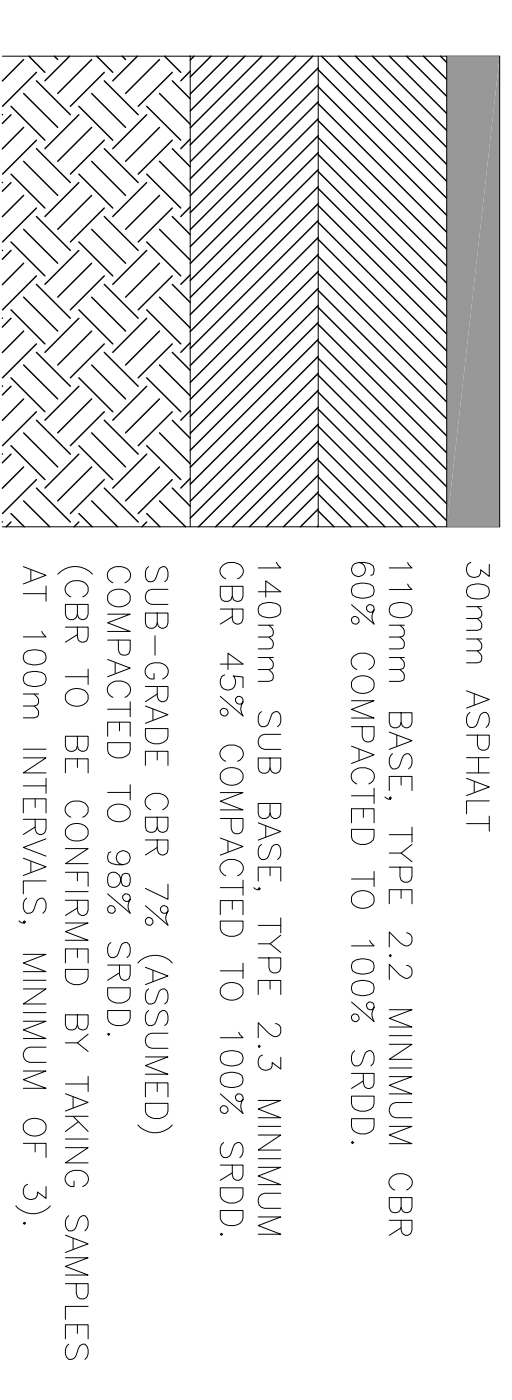 30mm ASPHALT
110mm BASE, TYPE 2.2 MINIMUM CBR
60% COMPACTED TO 100% SRDD.
140mm SUB BASE, TYPE 2.3 MINIMUM
CBR 45% COMPACTED TO 100% SRDD.
SUB-GRADE CBR 7% (ASSUMED)
COMPACTED TO 98% SRDD.
(CBR TO BE CONFIRMED BY TAKING SAMPLES
AT 100m INTERVALS, MINIMUM OF 3).